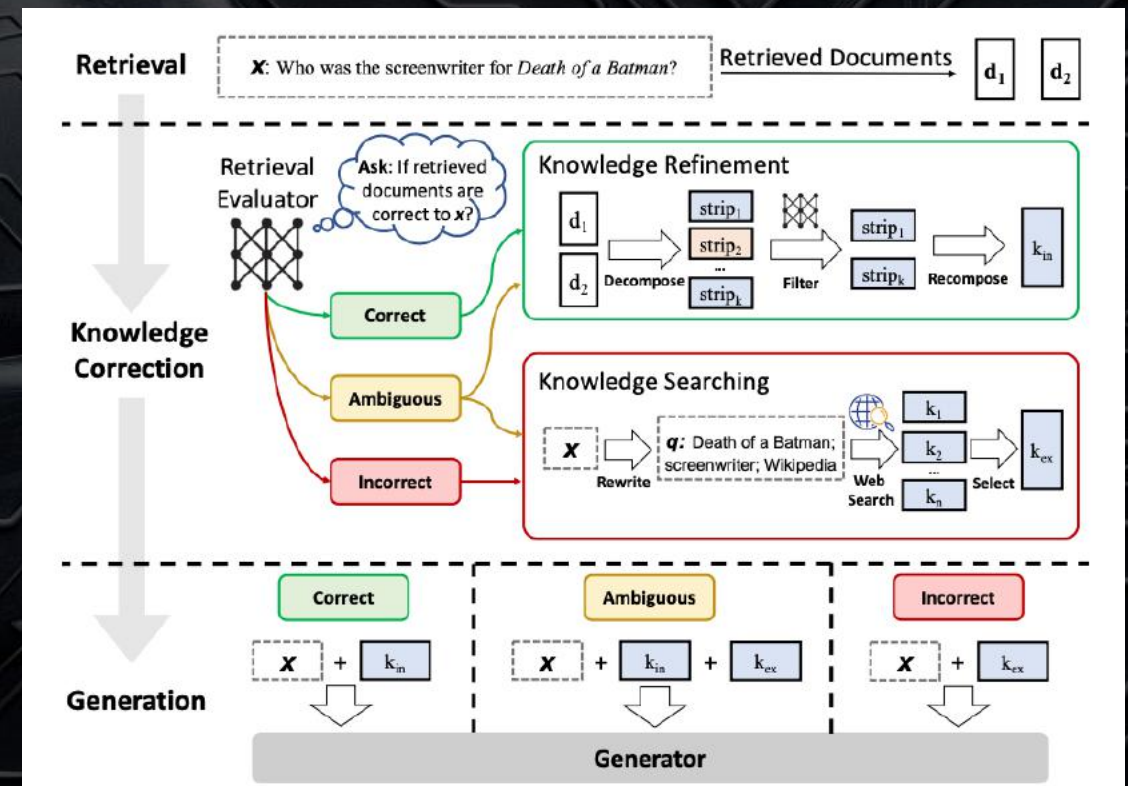 Retrieval
x: Who was the screenwriter for Death of a Batman?
Retrieved Documents
d1
d2
Retrieval
Evaluator
Ask: If retrieved
documents are
correct to x?
Knowledge
Correction
Correct
Ambiguous
Incorrect
Knowledge Refinement
d1
d2
Decompose
strip1
strip2
...
stripk
Filter
strip1
stripk
Recompose
kin
Knowledge Searching
x
Rewrite
q: Death of a Batman;
screenwriter; Wikipedia
Web
Search
k1
k2
...
kn
Select
kex
Generation
Correct
x + kin
Ambiguous
x + kin + kex
Incorrect
x + kex
Generator